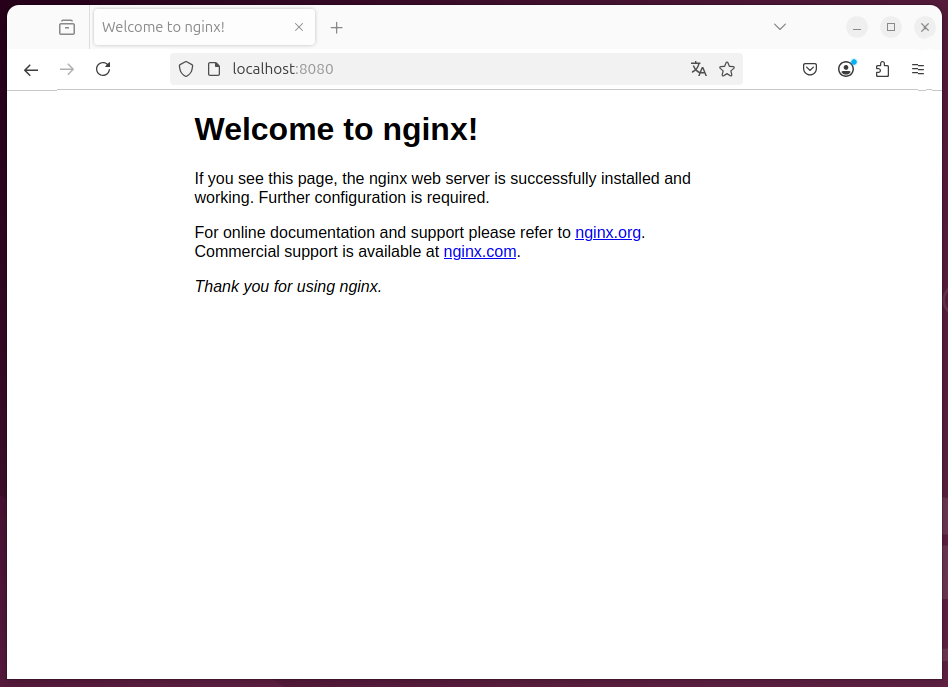 Welcome to nginx!
localhost:8080
Welcome to nginx!
If you see this page, the nginx web server is successfully installed and
working. Further configuration is required.
For online documentation and support please refer to nginx.org.
Commercial support is available at nginx.com.
Thank you for using nginx.